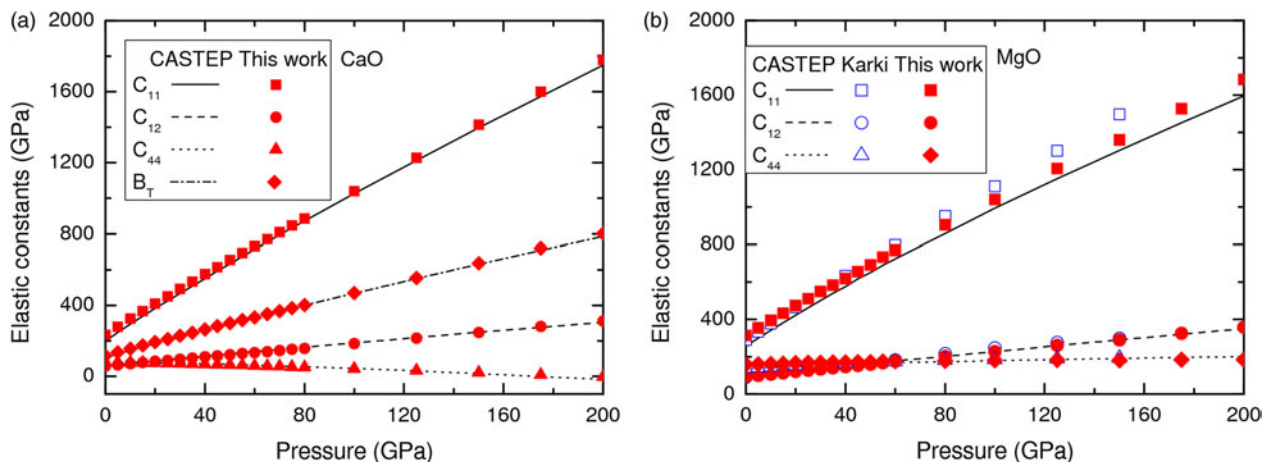 (a)
2000
1600
1200
800
400
0
Elastic constants (GPa)
CASTEP This work
CaO
C11
C12
C44
BT
0 40 80 120 160 200
Pressure (GPa)
(b)
2000
1600
1200
800
400
0
Elastic constants (GPa)
CASTEP Karki This work
MgO
C11
C12
C44
0 40 80 120 160 200
Pressure (GPa)